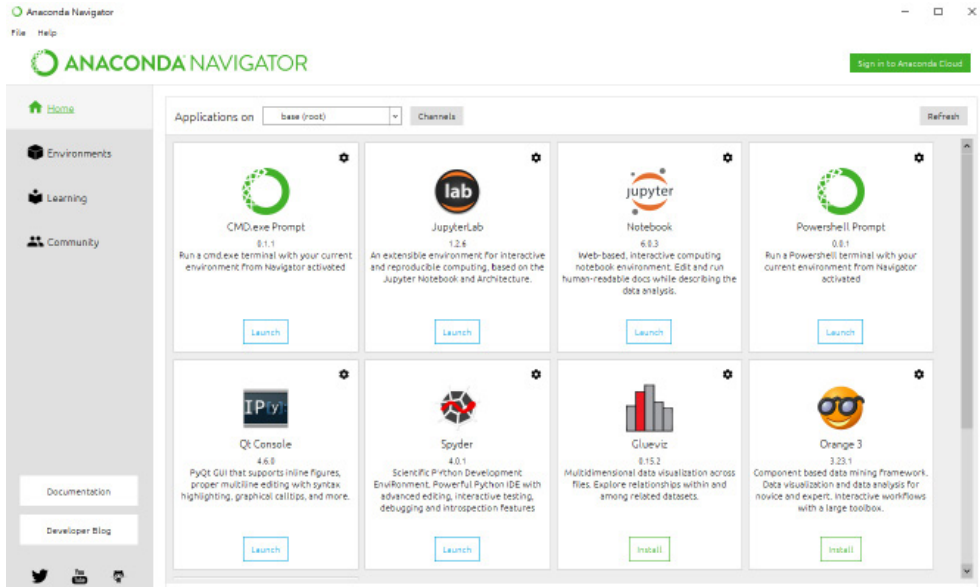 Anaconda Navigator
File Help
ANACONDA NAVIGATOR
Sign in to Anaconda Cloud
Home
Environments
Learning
Community
Documentation
Developer Blog
You
Tube
Applications on base (root) Channels Refresh
CMD.exe Prompt
0.1.1
Run a cmd.exe terminal with your current
environment from Navigator activated
Launch
lab
JupyterLab
1.2.6
An extensible environment for interactive
and reproducible computing, based on the
Jupyter Notebook and Architecture.
Launch
jupyter
Notebook
6.0.3
Web-based, interactive computing
notebook environment. Edit and run
human-readable docs while describing the
data analysis.
Launch
Powershell Prompt
0.0.1
Run a Powershell terminal with your
current environment from Navigator
activated
Launch
IP[y]:
Qt Console
4.6.0
PyQt GUI that supports inline figures,
proper multiline editing with syntax
highlighting, graphical calltips, and more.
Launch
Spyder
4.0.1
Scientific PYthon Development
EnviRonment. Powerful Python IDE with
advanced editing, interactive testing,
debugging and introspection features
Launch
Glueviz
0.15.2
Multidimensional data visualization across
files. Explore relationships within and
among related datasets.
Install
Orange 3
3.23.1
Component based data mining framework.
Data visualization and data analysis for
novice and expert. Interactive workflows
with a large toolbox.
Install